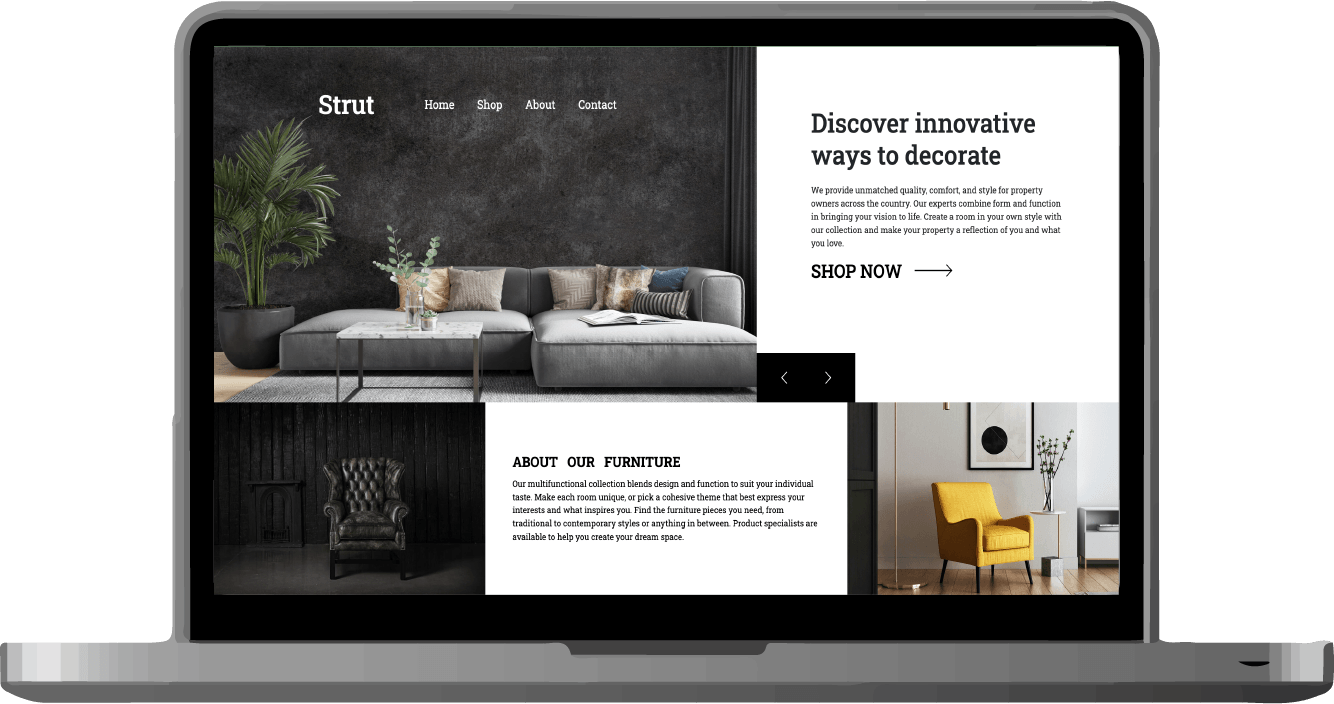 Strut
Home Shop About Contact
Discover innovative
ways to decorate
We provide unmatched quality, comfort, and style for property
owners across the country. Our experts combine form and function
in bringing your vision to life. Create a room in your own style with
our collection and make your property a reflection of you and what
you love.
SHOP NOW
ABOUT OUR FURNITURE
Our multifunctional collection blends design and function to suit your individual
taste. Make each room unique, or pick a cohesive theme that best express your
interests and what inspires you. Find the furniture pieces you need, from
traditional to contemporary styles or anything in between. Product specialists are
available to help you create your dream space.